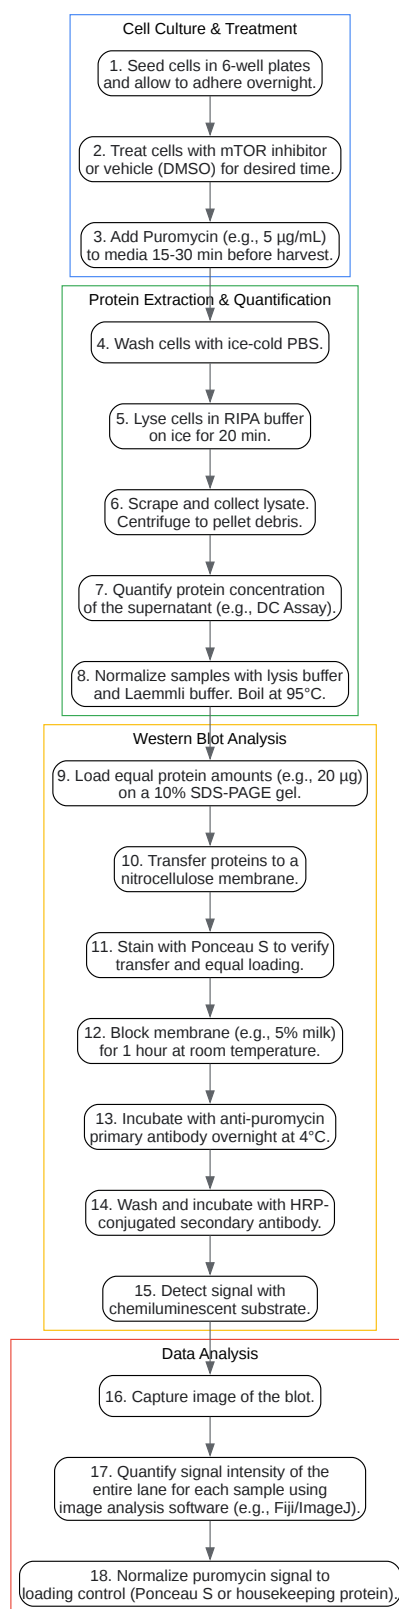 Cell Culture & Treatment
1. Seed cells in 6-well plates
and allow to adhere overnight.
2. Treat cells with mTOR inhibitor
or vehicle (DMSO) for desired time.
3. Add Puromycin (e.g., 5 µg/mL)
to media 15-30 min before harvest.
Protein Extraction & Quantification
4. Wash cells with ice-cold PBS.
5. Lyse cells in RIPA buffer
on ice for 20 min.
6. Scrape and collect lysate.
Centrifuge to pellet debris.
7. Quantify protein concentration
of the supernatant (e.g., DC Assay).
8. Normalize samples with lysis buffer
and Laemmli buffer. Boil at 95°C.
Western Blot Analysis
9. Load equal protein amounts (e.g., 20 µg)
on a 10% SDS-PAGE gel.
10. Transfer proteins to a
nitrocellulose membrane.
11. Stain with Ponceau S to verify
transfer and equal loading.
12. Block membrane (e.g., 5% milk)
for 1 hour at room temperature.
13. Incubate with anti-puromycin
primary antibody overnight at 4°C.
14. Wash and incubate with HRP-
conjugated secondary antibody.
15. Detect signal with
chemiluminescent substrate.
Data Analysis
16. Capture image of the blot.
17. Quantify signal intensity of the
entire lane for each sample using
image analysis software (e.g., Fiji/ImageJ).
18. Normalize puromycin signal to
loading control (Ponceau S or housekeeping protein).